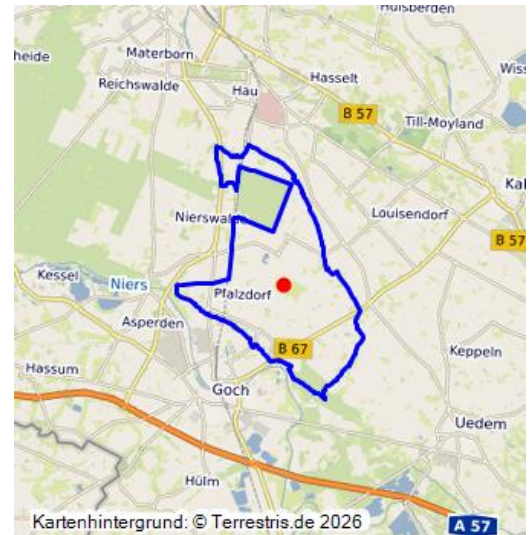 Huisberden
heide
Materborn
Hasselt
Wiss
Reichswalde
Hau
B 57
Till-Moyland
Kal
Nierswalde
Louisendorf
B 57
Kessel
Niers
Pfalzdorf
Asperden
B 67
Keppeln
Hassum
Goch
Uedem
Hülm
A 57
Kartenhintergrund: © Terrestris.de 2026